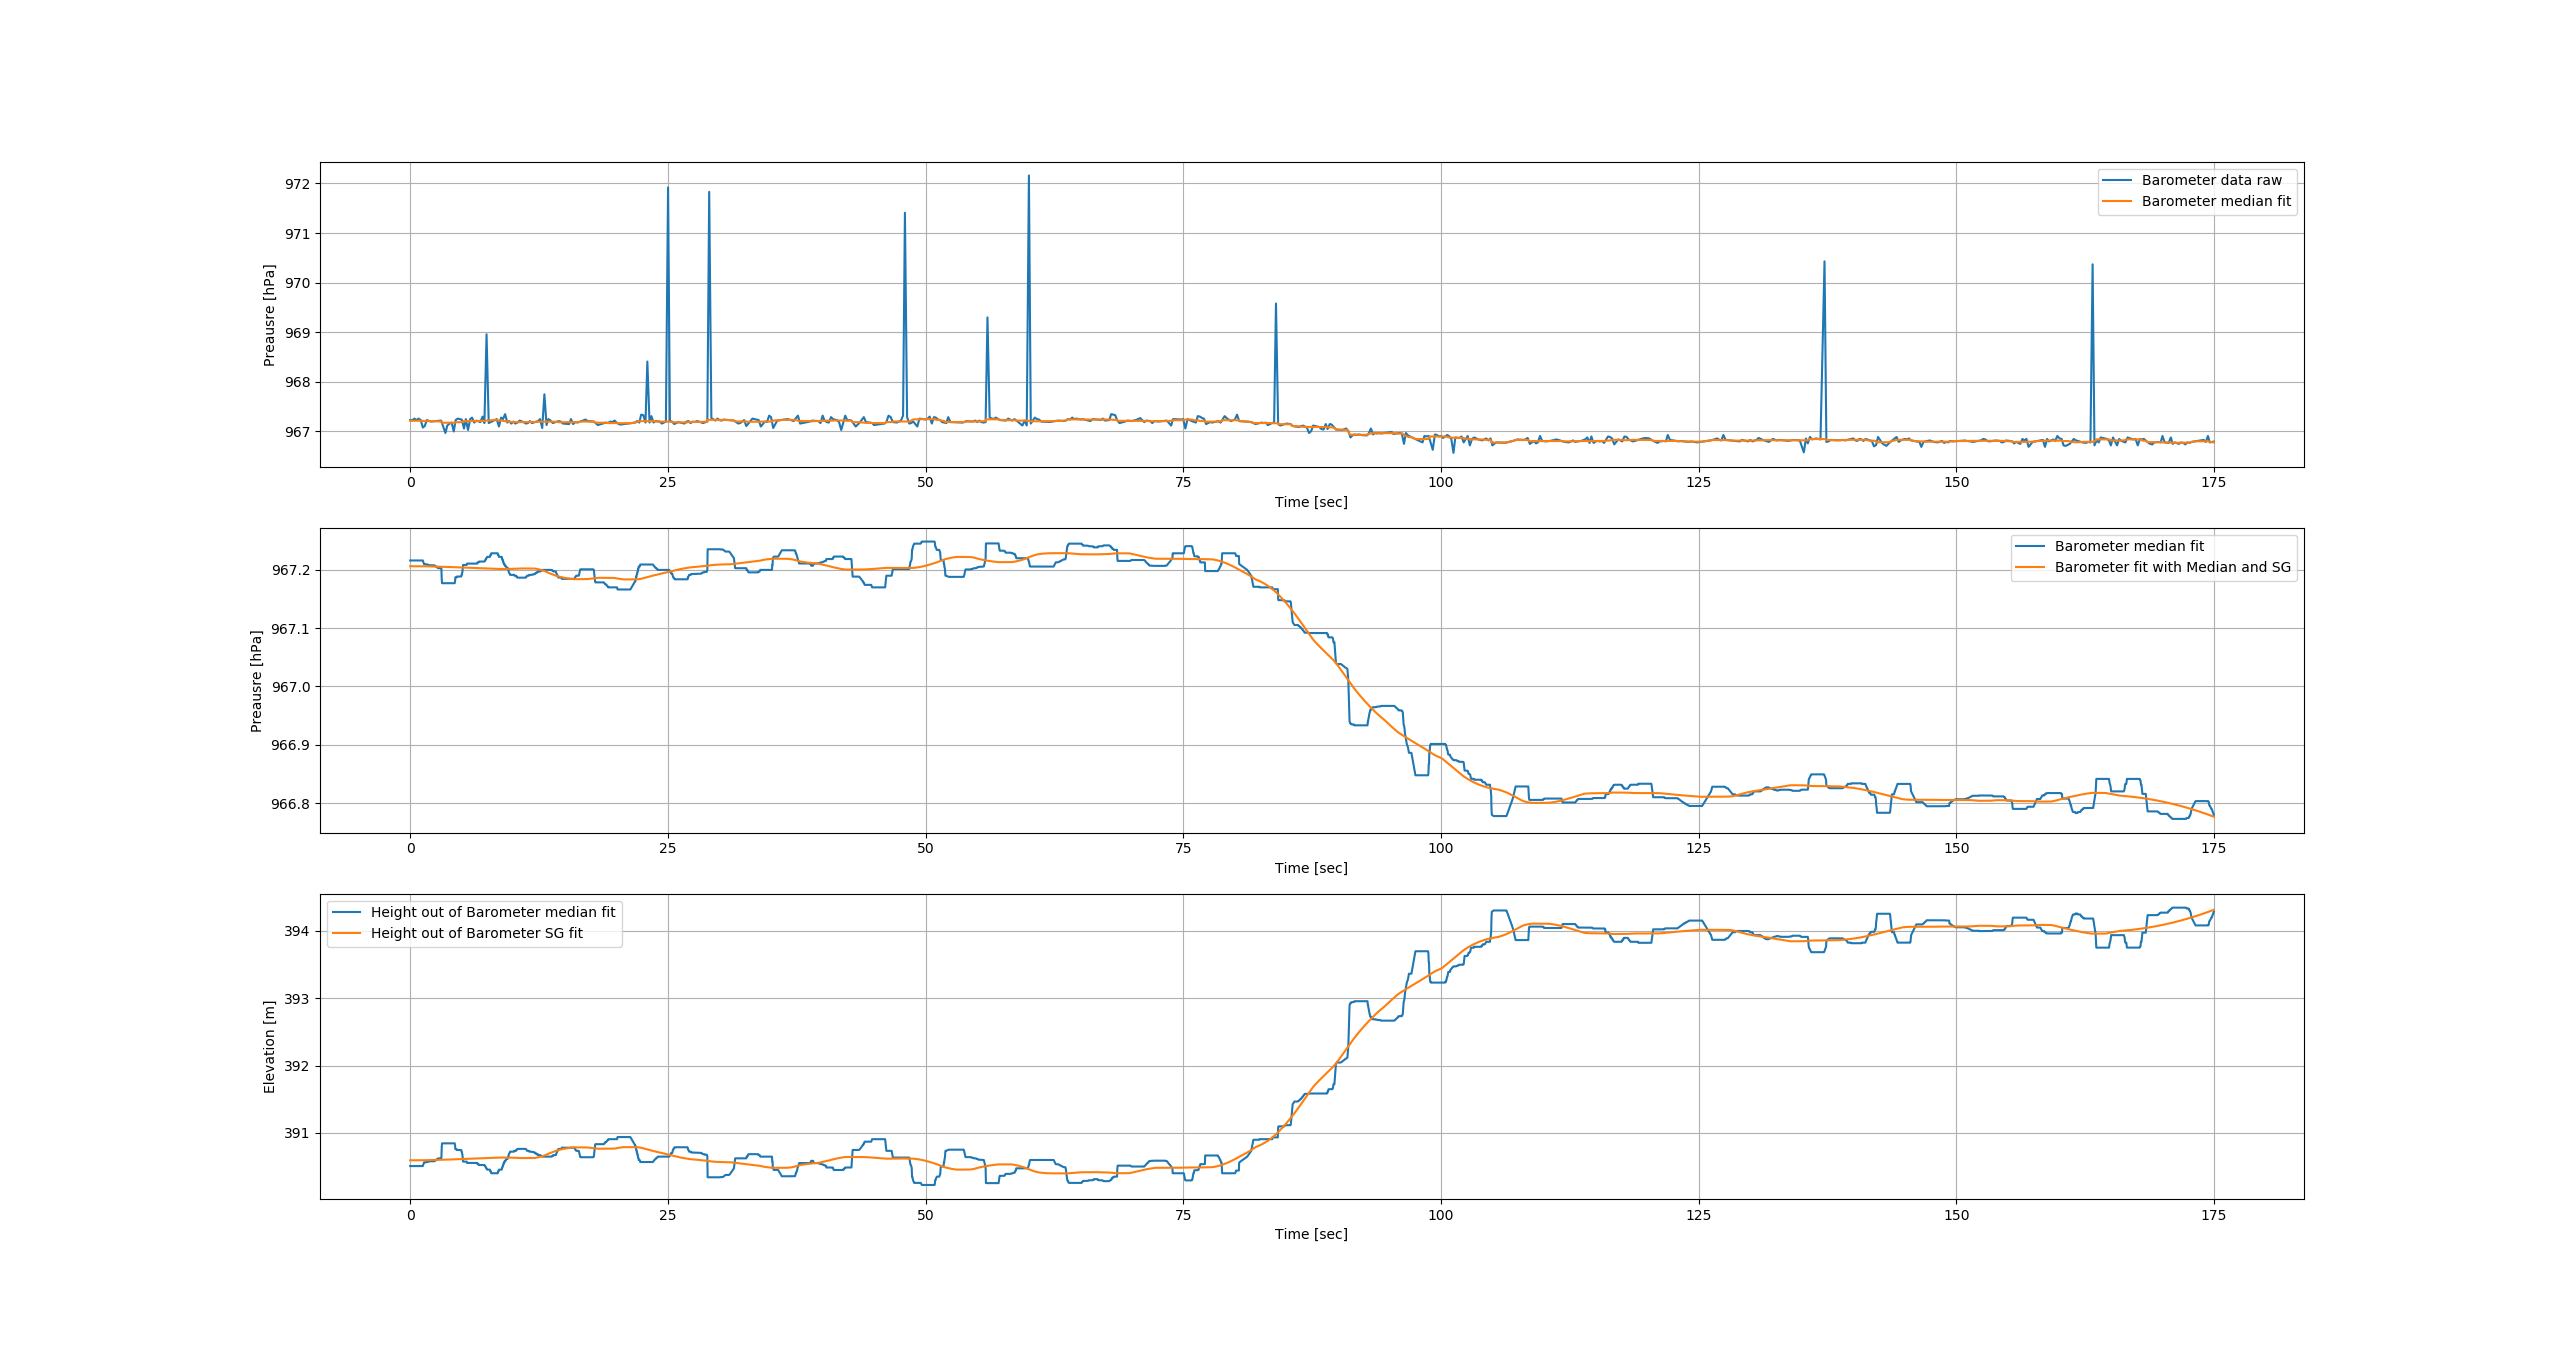 972
971
970
969
968
967
Preausre [hPa]
Barometer data raw
Barometer median fit
0 25 50 75 100 125 150 175
Time [sec]
967.2
967.1
967.0
966.9
966.8
Preausre [hPa]
Barometer median fit
Barometer fit with Median and SG
0 25 50 75 100 125 150 175
Time [sec]
394
393
392
391
Elevation [m]
Height out of Barometer median fit
Height out of Barometer SG fit
0 25 50 75 100 125 150 175
Time [sec]